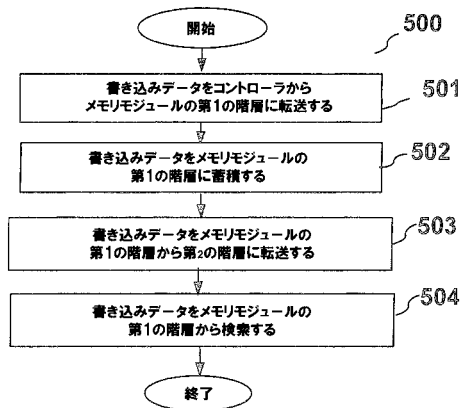 開始
500
書き込みデータをコントローラから
メモリモジュールの第1の階層に転送する
501
書き込みデータをメモリモジュールの
第1の階層に蓄積する
502
書き込みデータをメモリモジュールの
第1の階層から第2の階層に転送する
503
書き込みデータをメモリモジュールの
第1の階層から検索する
504
終了